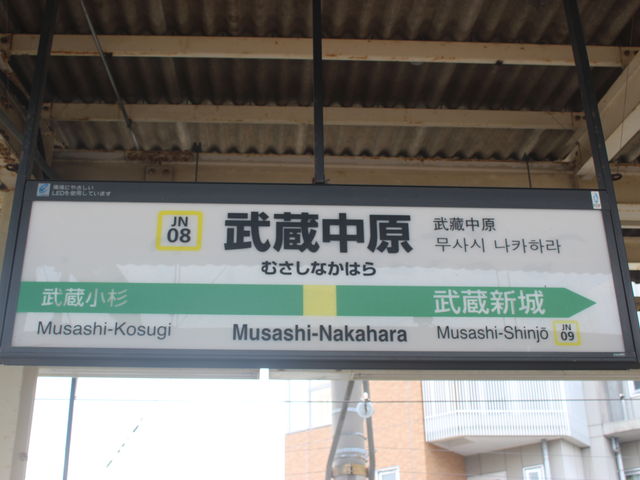 環境にやさしい
LEDを使用しています
JN
08
武蔵中原
むさしなかはら
武藏中原
무사시 나카하라
武蔵小杉
武蔵新城
Musashi-Kosugi
Musashi-Nakahara
Musashi-Shinjō
JN
09